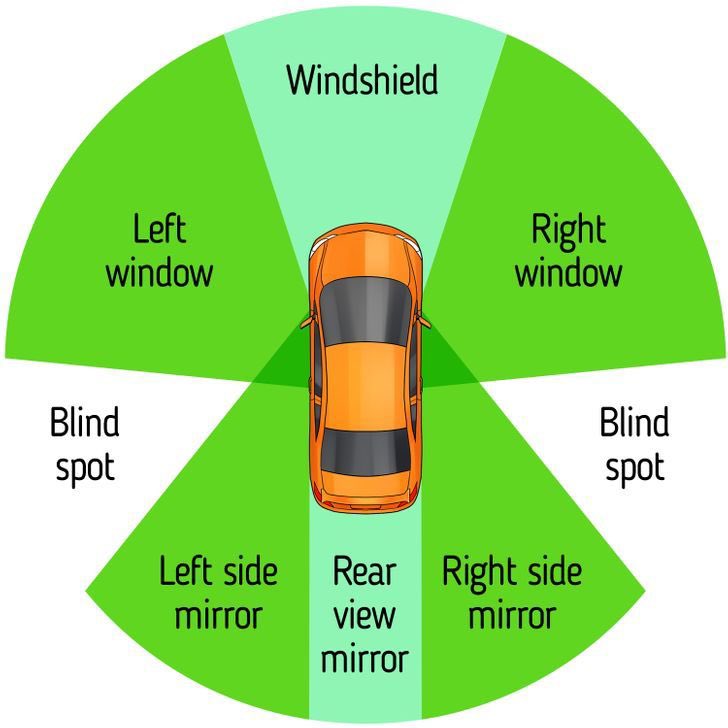 Windshield
Left
window
Right
window
Blind
spot
Blind
spot
Left side
mirror
Rear
view
mirror
Right side
mirror